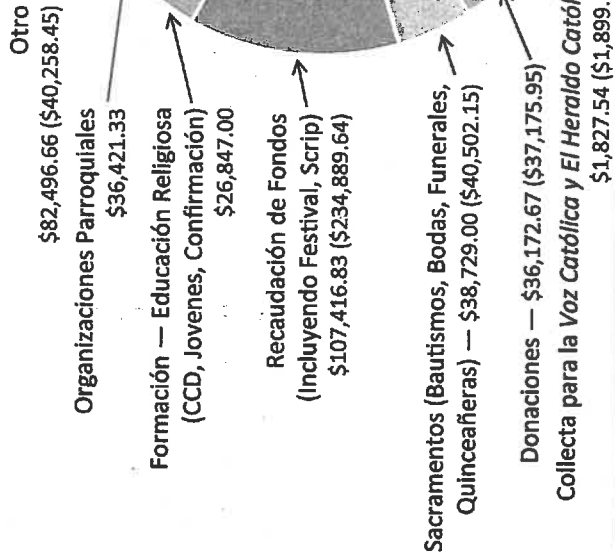 Otro
$82,496.66 ($40,258.45)
Organizaciones Parroquiales
$36,421.33
Formación — Educación Religiosa
(CCD, Jovenes, Confirmación)
$26,847.00
Recaudación de Fondos
(Incluyendo Festival, Scrip)
$107,416.83 ($234,889.64)
Sacramentos (Bautismos, Bodas, Funerales,
Quinceañeras) — $38,729.00 ($40,502.15)
Donaciones — $36,172.67 ($37,175.95)
Collecta para la Voz Católica y El Heraldo Catól
$1,827.54 ($1,899.